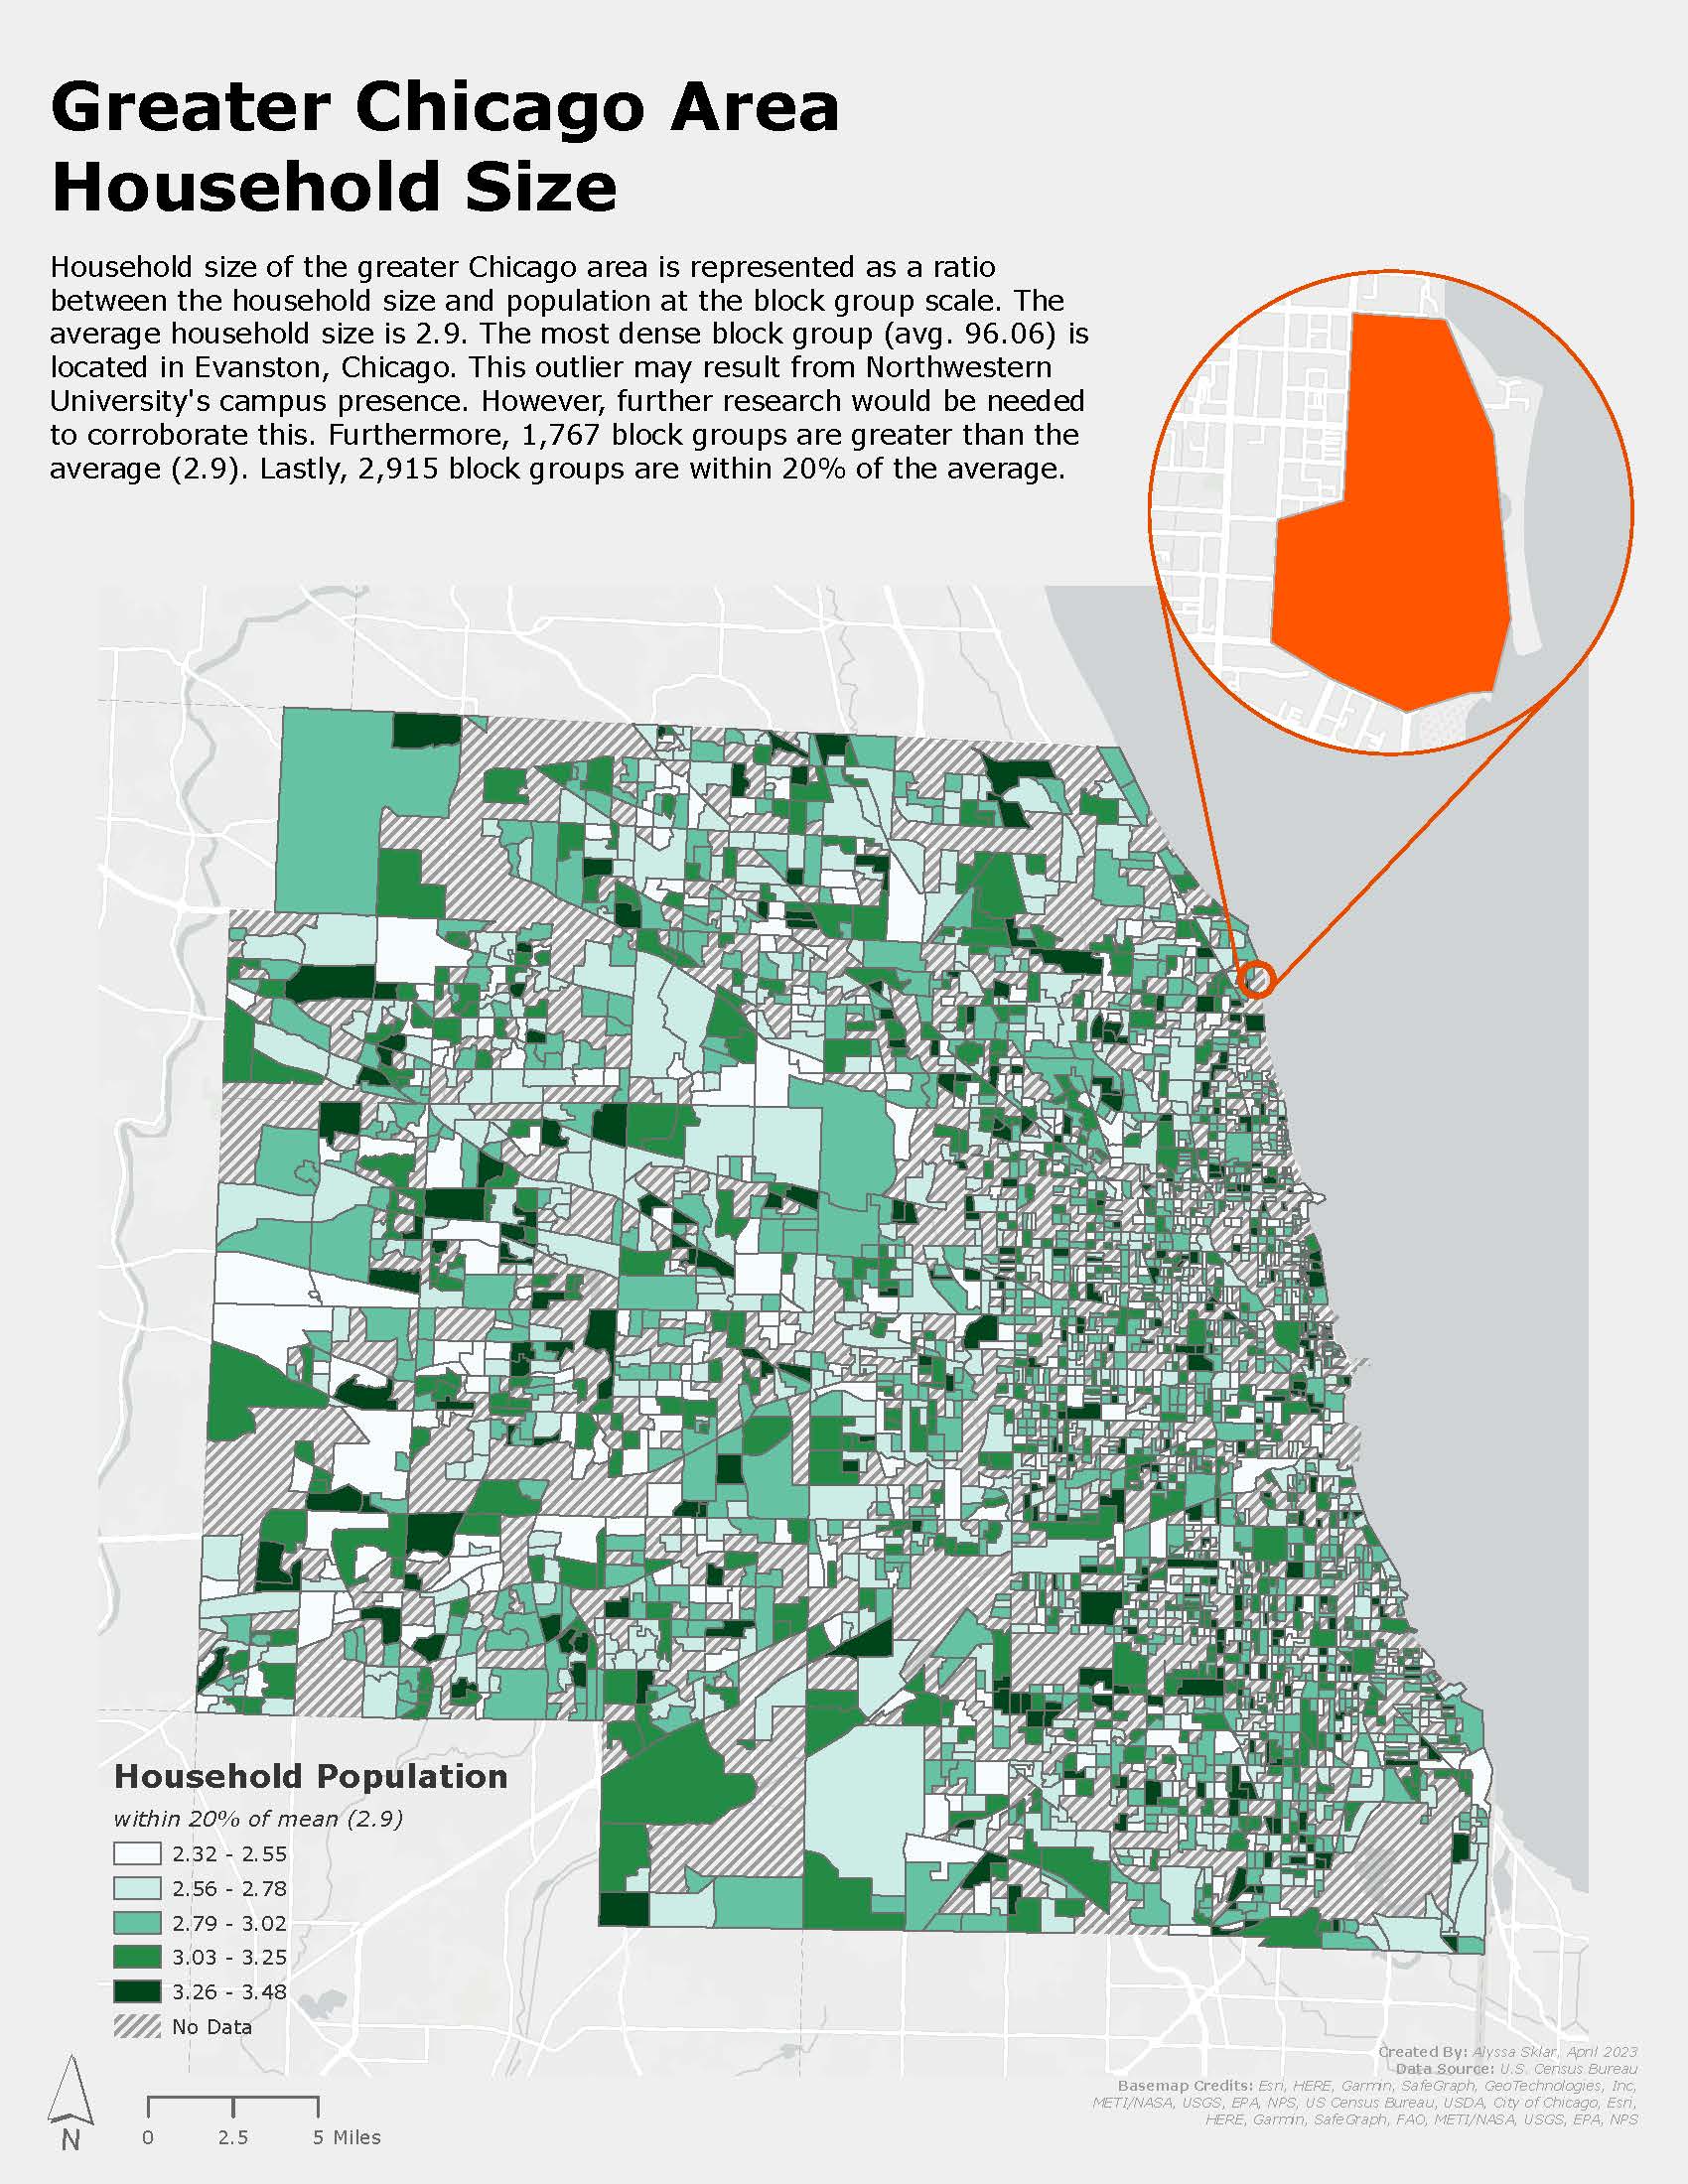 Greater Chicago Area
Household Size
Household size of the greater Chicago area is represented as a ratio
between the household size and population at the block group scale. The
average household size is 2.9. The most dense block group (avg. 96.06) is
located in Evanston, Chicago. This outlier may result from Northwestern
University's campus presence. However, further research would be needed
to corroborate this. Furthermore, 1,767 block groups are greater than the
average (2.9). Lastly, 2,915 block groups are within 20% of the average.
Household Population
within 20% of mean (2.9)
2.32 - 2.55
2.56 - 2.78
2.79 - 3.02
3.03 - 3.25
3.26 - 3.48
No Data
N
0 2.5 5 Miles
Created By: Alyssa Sklar, April 2023
Data Source: U.S. Census Bureau
Basemap Credits: Esri, HERE, Garmin, SafeGraph, GeoTechnologies, Inc,
METI/NASA, USGS, EPA, NPS, US Census Bureau, USDA, City of Chicago, Esri,
HERE, Garmin, SafeGraph, FAO, METI/NASA, USGS, EPA, NPS